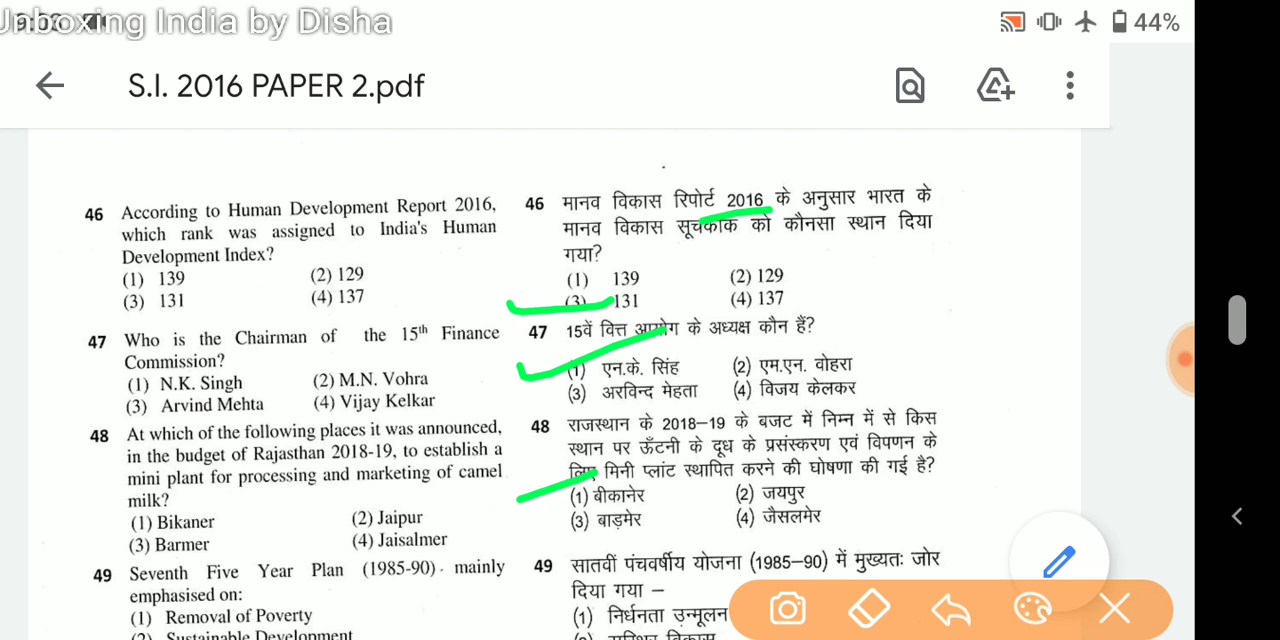 Unboxing India by Disha
44%
S.I. 2016 PAPER 2.pdf
46 According to Human Development Report 2016,
which rank was assigned to India's Human
Development Index?
(1) 139 (2) 129
(3) 131 (4) 137
47 Who is the Chairman of the 15th Finance
Commission?
(1) N.K. Singh (2) M.N. Vohra
(3) Arvind Mehta (4) Vijay Kelkar
48 At which of the following places it was announced,
in the budget of Rajasthan 2018-19, to establish a
mini plant for processing and marketing of camel
milk?
(1) Bikaner (2) Jaipur
(3) Barmer (4) Jaisalmer
49 Seventh Five Year Plan (1985-90) mainly
emphasised on:
(1) Removal of Poverty
(2) Sustainable Development
46 मानव विकास रिपोर्ट 2016 के अनुसार भारत के
मानव विकास सूचकांक को कौनसा स्थान दिया
गया?
(1) 139 (2) 129
(3) 131 (4) 137
47 15वें वित्त आयोग के अध्यक्ष कौन हैं?
(1) एन.के. सिंह (2) एम.एन. वोहरा
(3) अरविन्द मेहता (4) विजय केलकर
48 राजस्थान के 2018–19 के बजट में निम्न में से किस
स्थान पर ऊँटनी के दूध के प्रसंस्करण एवं विपणन के
लिए मिनी प्लांट स्थापित करने की घोषणा की गई है?
(1) बीकानेर (2) जयपुर
(3) बाड़मेर (4) जैसलमेर
49 सातवीं पंचवर्षीय योजना (1985–90) में मुख्यतः जोर
दिया गया –
(1) निर्धनता उन्मूलन